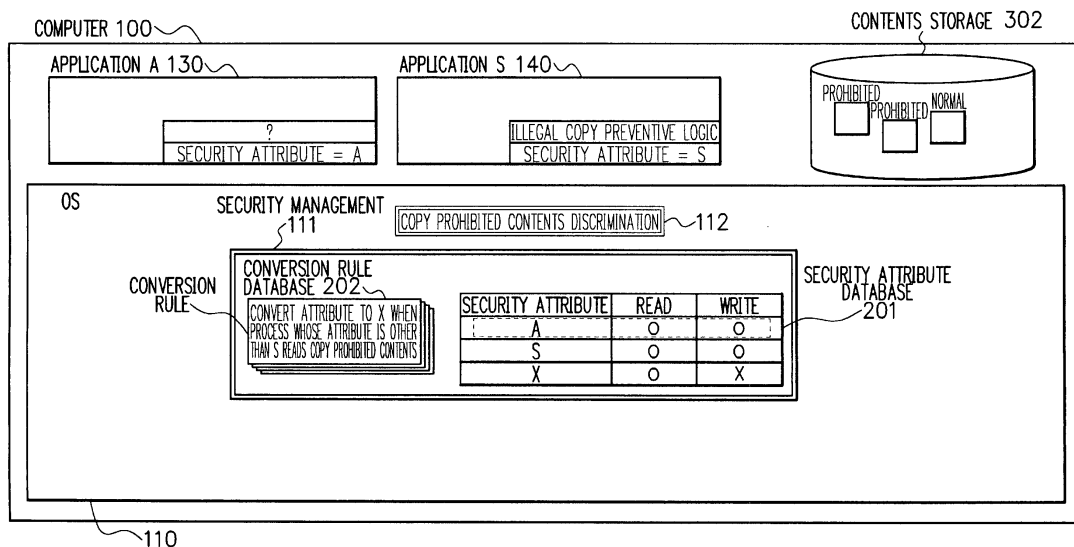 COMPUTER 100
CONTENTS STORAGE 302
APPLICATION A 130
APPLICATION S 140
?
SECURITY ATTRIBUTE = A
ILLEGAL COPY PREVENTIVE LOGIC
SECURITY ATTRIBUTE = S
PROHIBITED
PROHIBITED
NORMAL
OS
SECURITY MANAGEMENT
111
COPY PROHIBITED CONTENTS DISCRIMINATION
112
CONVERSION
RULE
CONVERSION RULE
DATABASE 202
CONVERT ATTRIBUTE TO X WHEN
PROCESS WHOSE ATTRIBUTE IS OTHER
THAN S READS COPY PROHIBITED CONTENTS
SECURITY ATTRIBUTE READ WRITE
A O O
S O O
X O X
SECURITY ATTRIBUTE
DATABASE
201
110